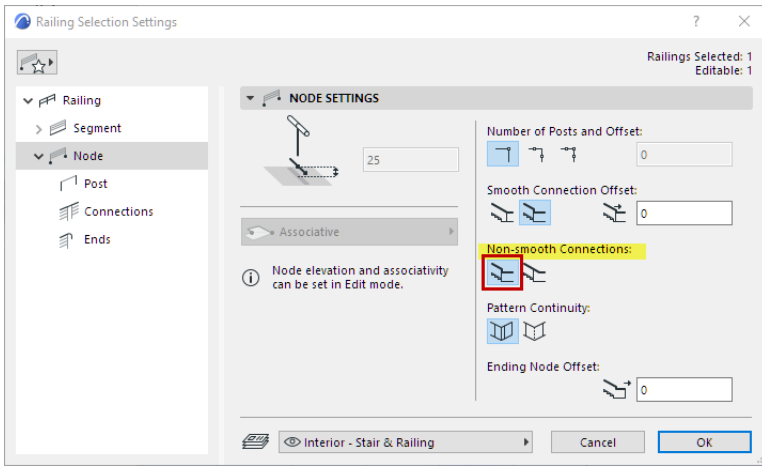 Railing Selection Settings
?
Railings Selected: 1
Editable: 1
Railing
Segment
Node
Post
Connections
Ends
NODE SETTINGS
25
Associative
Node elevation and associativity
can be set in Edit mode.
Number of Posts and Offset:
0
Smooth Connection Offset:
0
Non-smooth Connections:
Pattern Continuity:
Ending Node Offset:
0
Interior - Stair & Railing
Cancel
OK